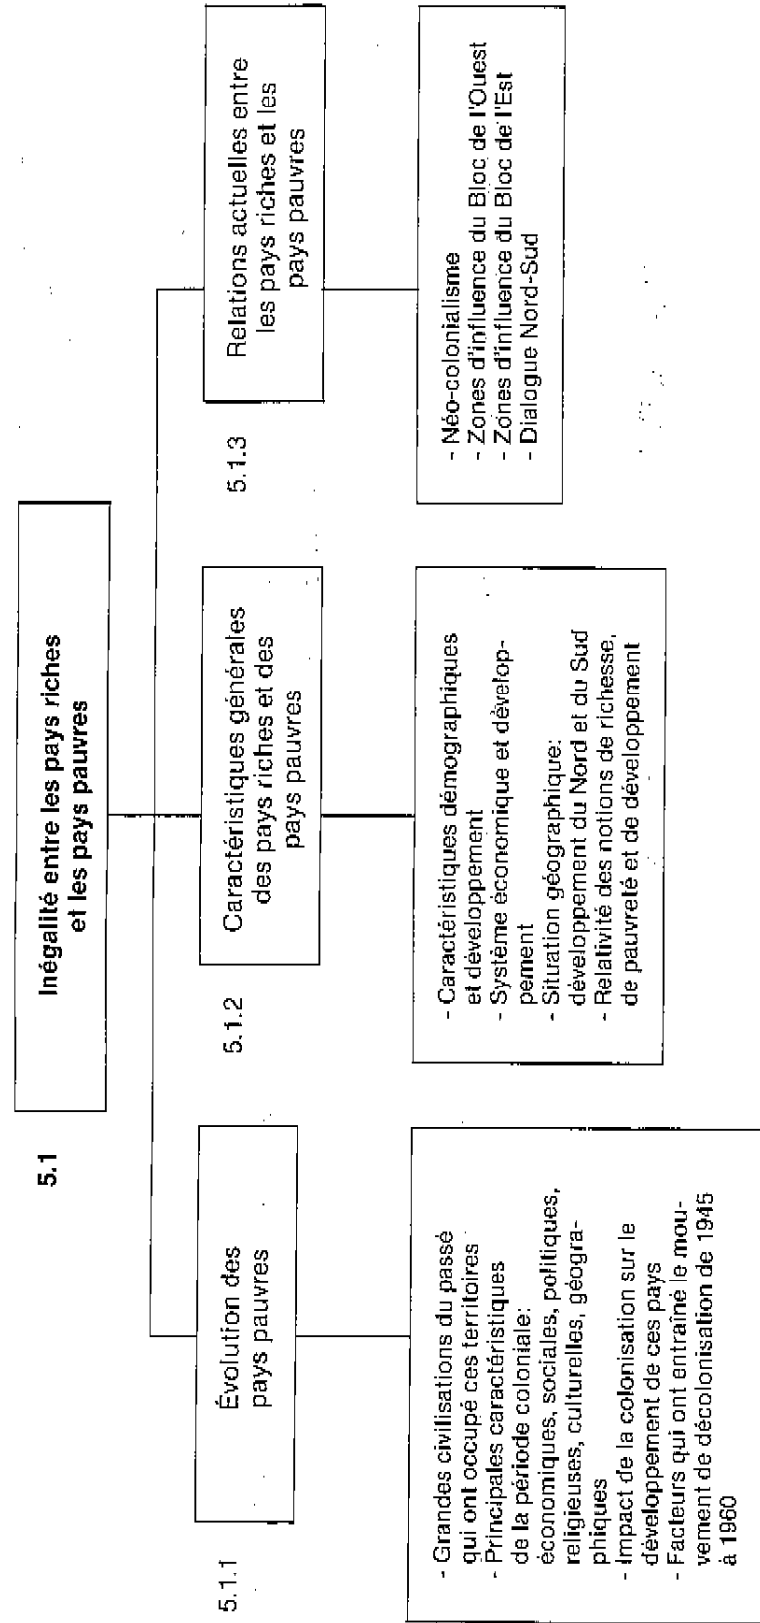 5.1
Inégalité entre les pays riches
et les pays pauvres
5.1.1
Évolution des
pays pauvres
- Grandes civilisations du passé
qui ont occupé ces territoires
- Principales caractéristiques
de la période coloniale:
économiques, sociales, politiques,
religieuses, culturelles, géogra-
phiques
- Impact de la colonisation sur le
développement de ces pays
- Facteurs qui ont entraîné le mou-
vement de décolonisation de 1945
à 1960
5.1.2
Caractéristiques générales
des pays riches et des
pays pauvres
- Caractéristiques démographiques
et développement
- Système économique et dévelop-
pement
- Situation géographique:
développement du Nord et du Sud
- Relativité des notions de richesse,
de pauvreté et de développement
5.1.3
Relations actuelles entre
les pays riches et les
pays pauvres
- Néo-colonialisme
- Zones d'influence du Bloc de l'Ouest
- Zones d'influence du Bloc de l'Est
- Dialogue Nord-Sud